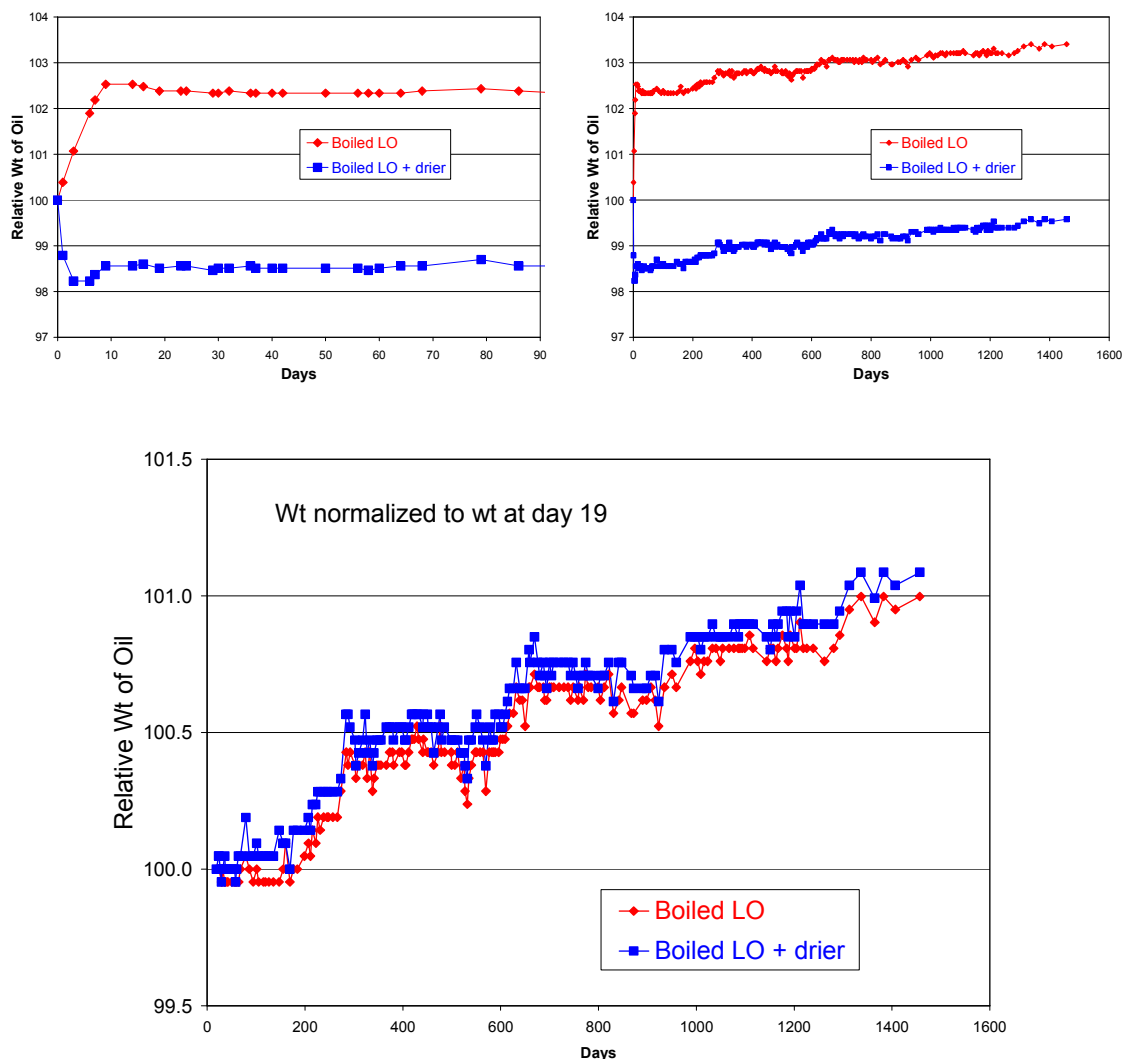 104
103
102
101
100
99
98
97
Relative Wt of Oil
Boiled LO
Boiled LO + drier
0 10 20 30 40 50 60 70 80 90
Days
104
103
102
101
100
99
98
97
Relative Wt of Oil
Boiled LO
Boiled LO + drier
0 200 400 600 800 1000 1200 1400 1600
Days
101.5
101.0
100.5
100.0
99.5
Relative Wt of Oil
Wt normalized to wt at day 19
Boiled LO
Boiled LO + drier
0 200 400 600 800 1000 1200 1400 1600
Days